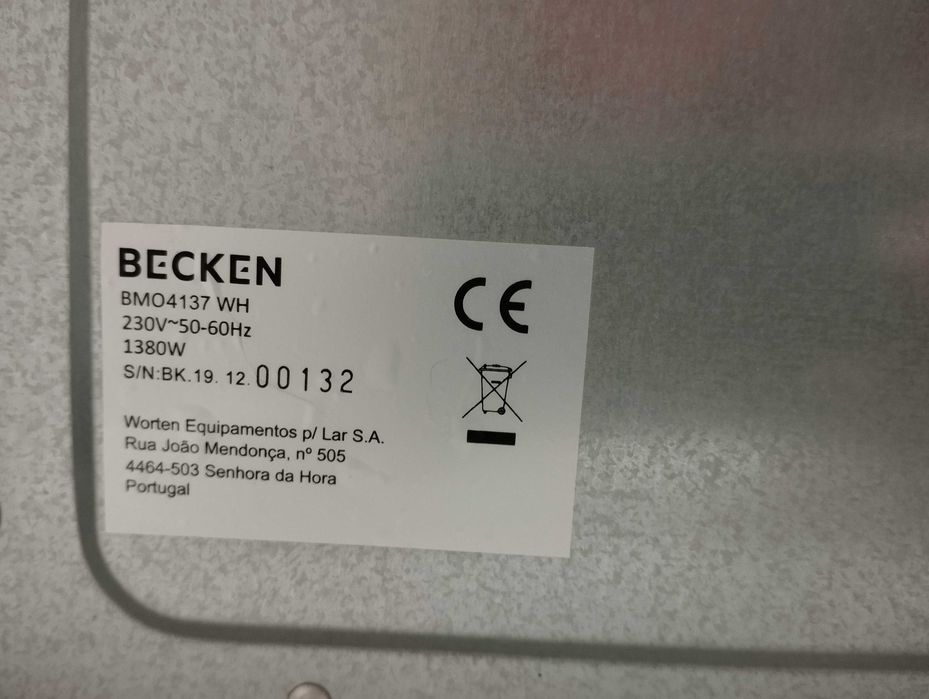 BECKEN
BMO4137 WH
230V~50-60Hz
1380W
S/N:BK.19. 12.00132
Worten Equipamentos p/ Lar S.A.
Rua João Mendonça, nº 505
4464-503 Senhora da Hora
Portugal
CE